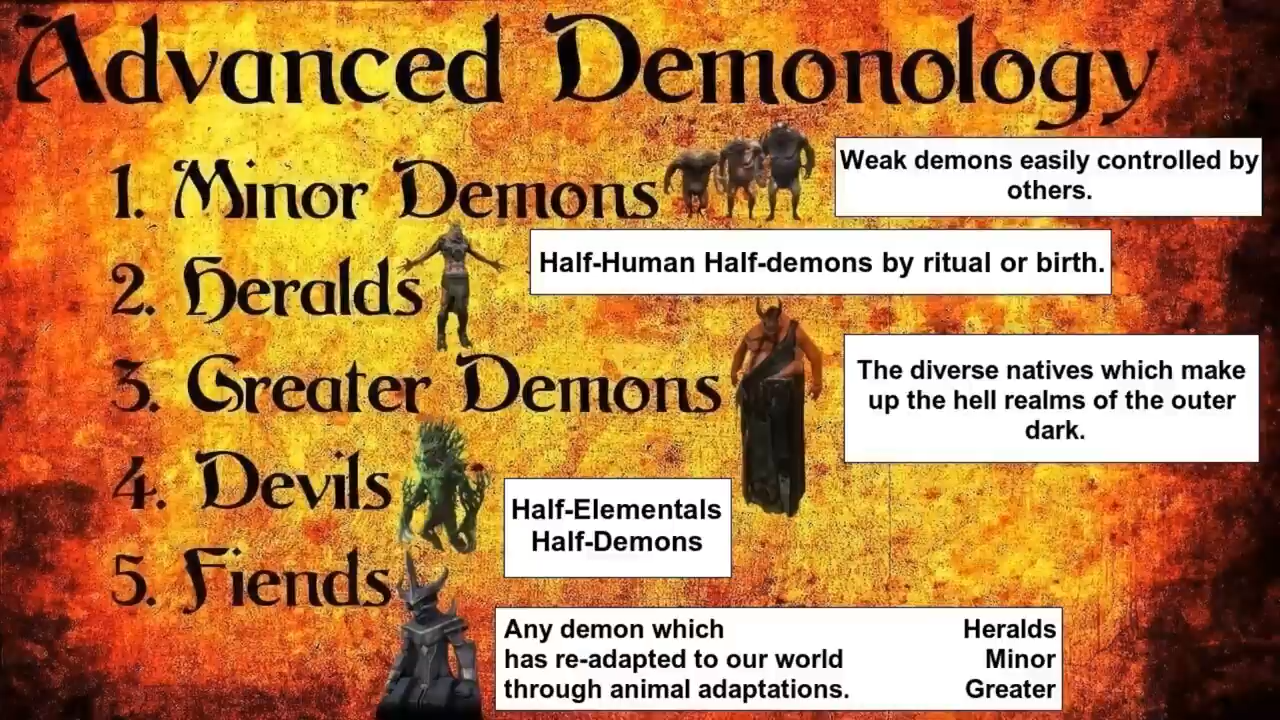 Advanced Demonology
1. Minor Demons
Weak demons easily controlled by
others.
2. Heralds
Half-Human Half-demons by ritual or birth.
3. Greater Demons
The diverse natives which make
up the hell realms of the outer
dark.
4. Devils
Half-Elementals
Half-Demons
5. Fiends
Any demon which Heralds
has re-adapted to our world Minor
through animal adaptations. Greater